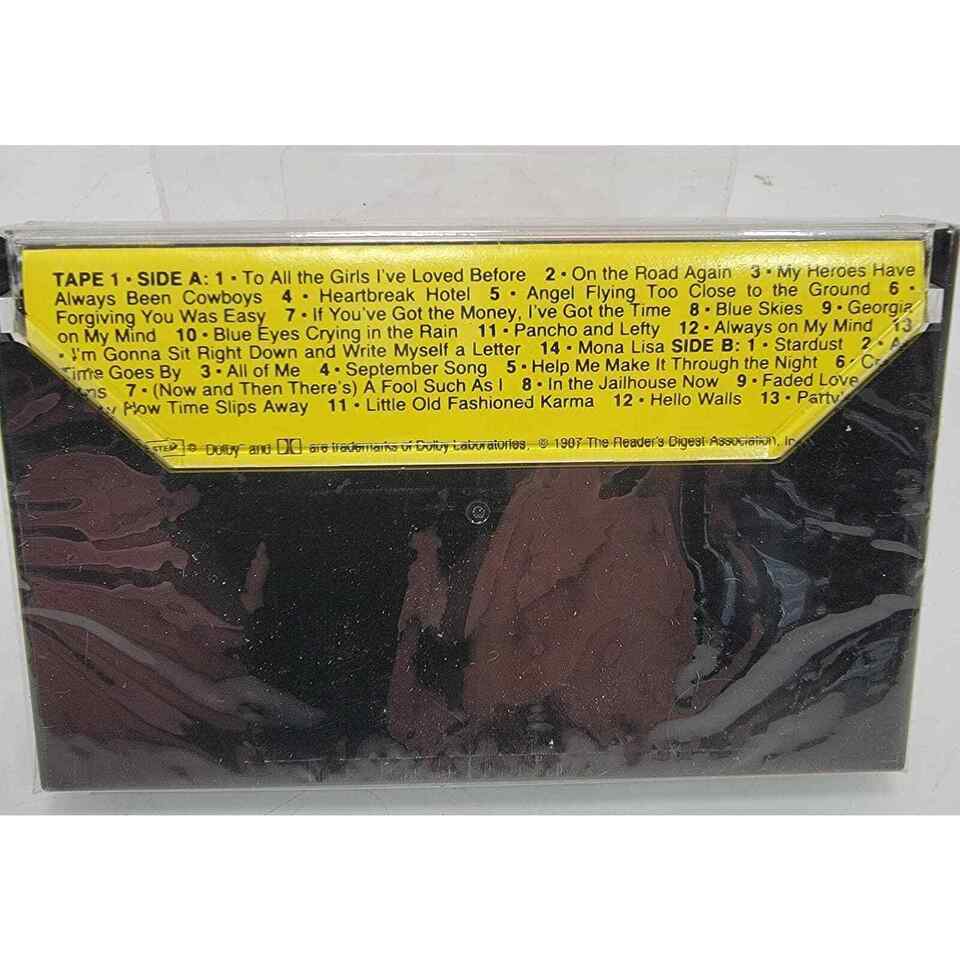 TAPE 1 • SIDE A: 1 • To All the Girls I've Loved Before 2 • On the Road Again 3 • My Heroes Have
Always Been Cowboys 4 • Heartbreak Hotel 5 • Angel Flying Too Close to the Ground 6 •
Forgiving You Was Easy 7 • If You've Got the Money, I've Got the Time 8 • Blue Skies 9 • Georgia
on My Mind 10 • Blue Eyes Crying in the Rain 11 • Pancho and Lefty 12 • Always on My Mind 13
• I'm Gonna Sit Right Down and Write Myself a Letter 14 • Mona Lisa SIDE B: 1 • Stardust 2 •
Time Goes By 3 • All of Me 4 • September Song 5 • Help Me Make It Through the Night 6 •
7 • (Now and Then There's) A Fool Such As I 8 • In the Jailhouse Now 9 • Faded Love
How Time Slips Away 11 • Little Old Fashioned Karma 12 • Hello Walls 13 •
Dolby and are trademarks of Dolby Laboratories, © 1987 The Reader's Digest Association,